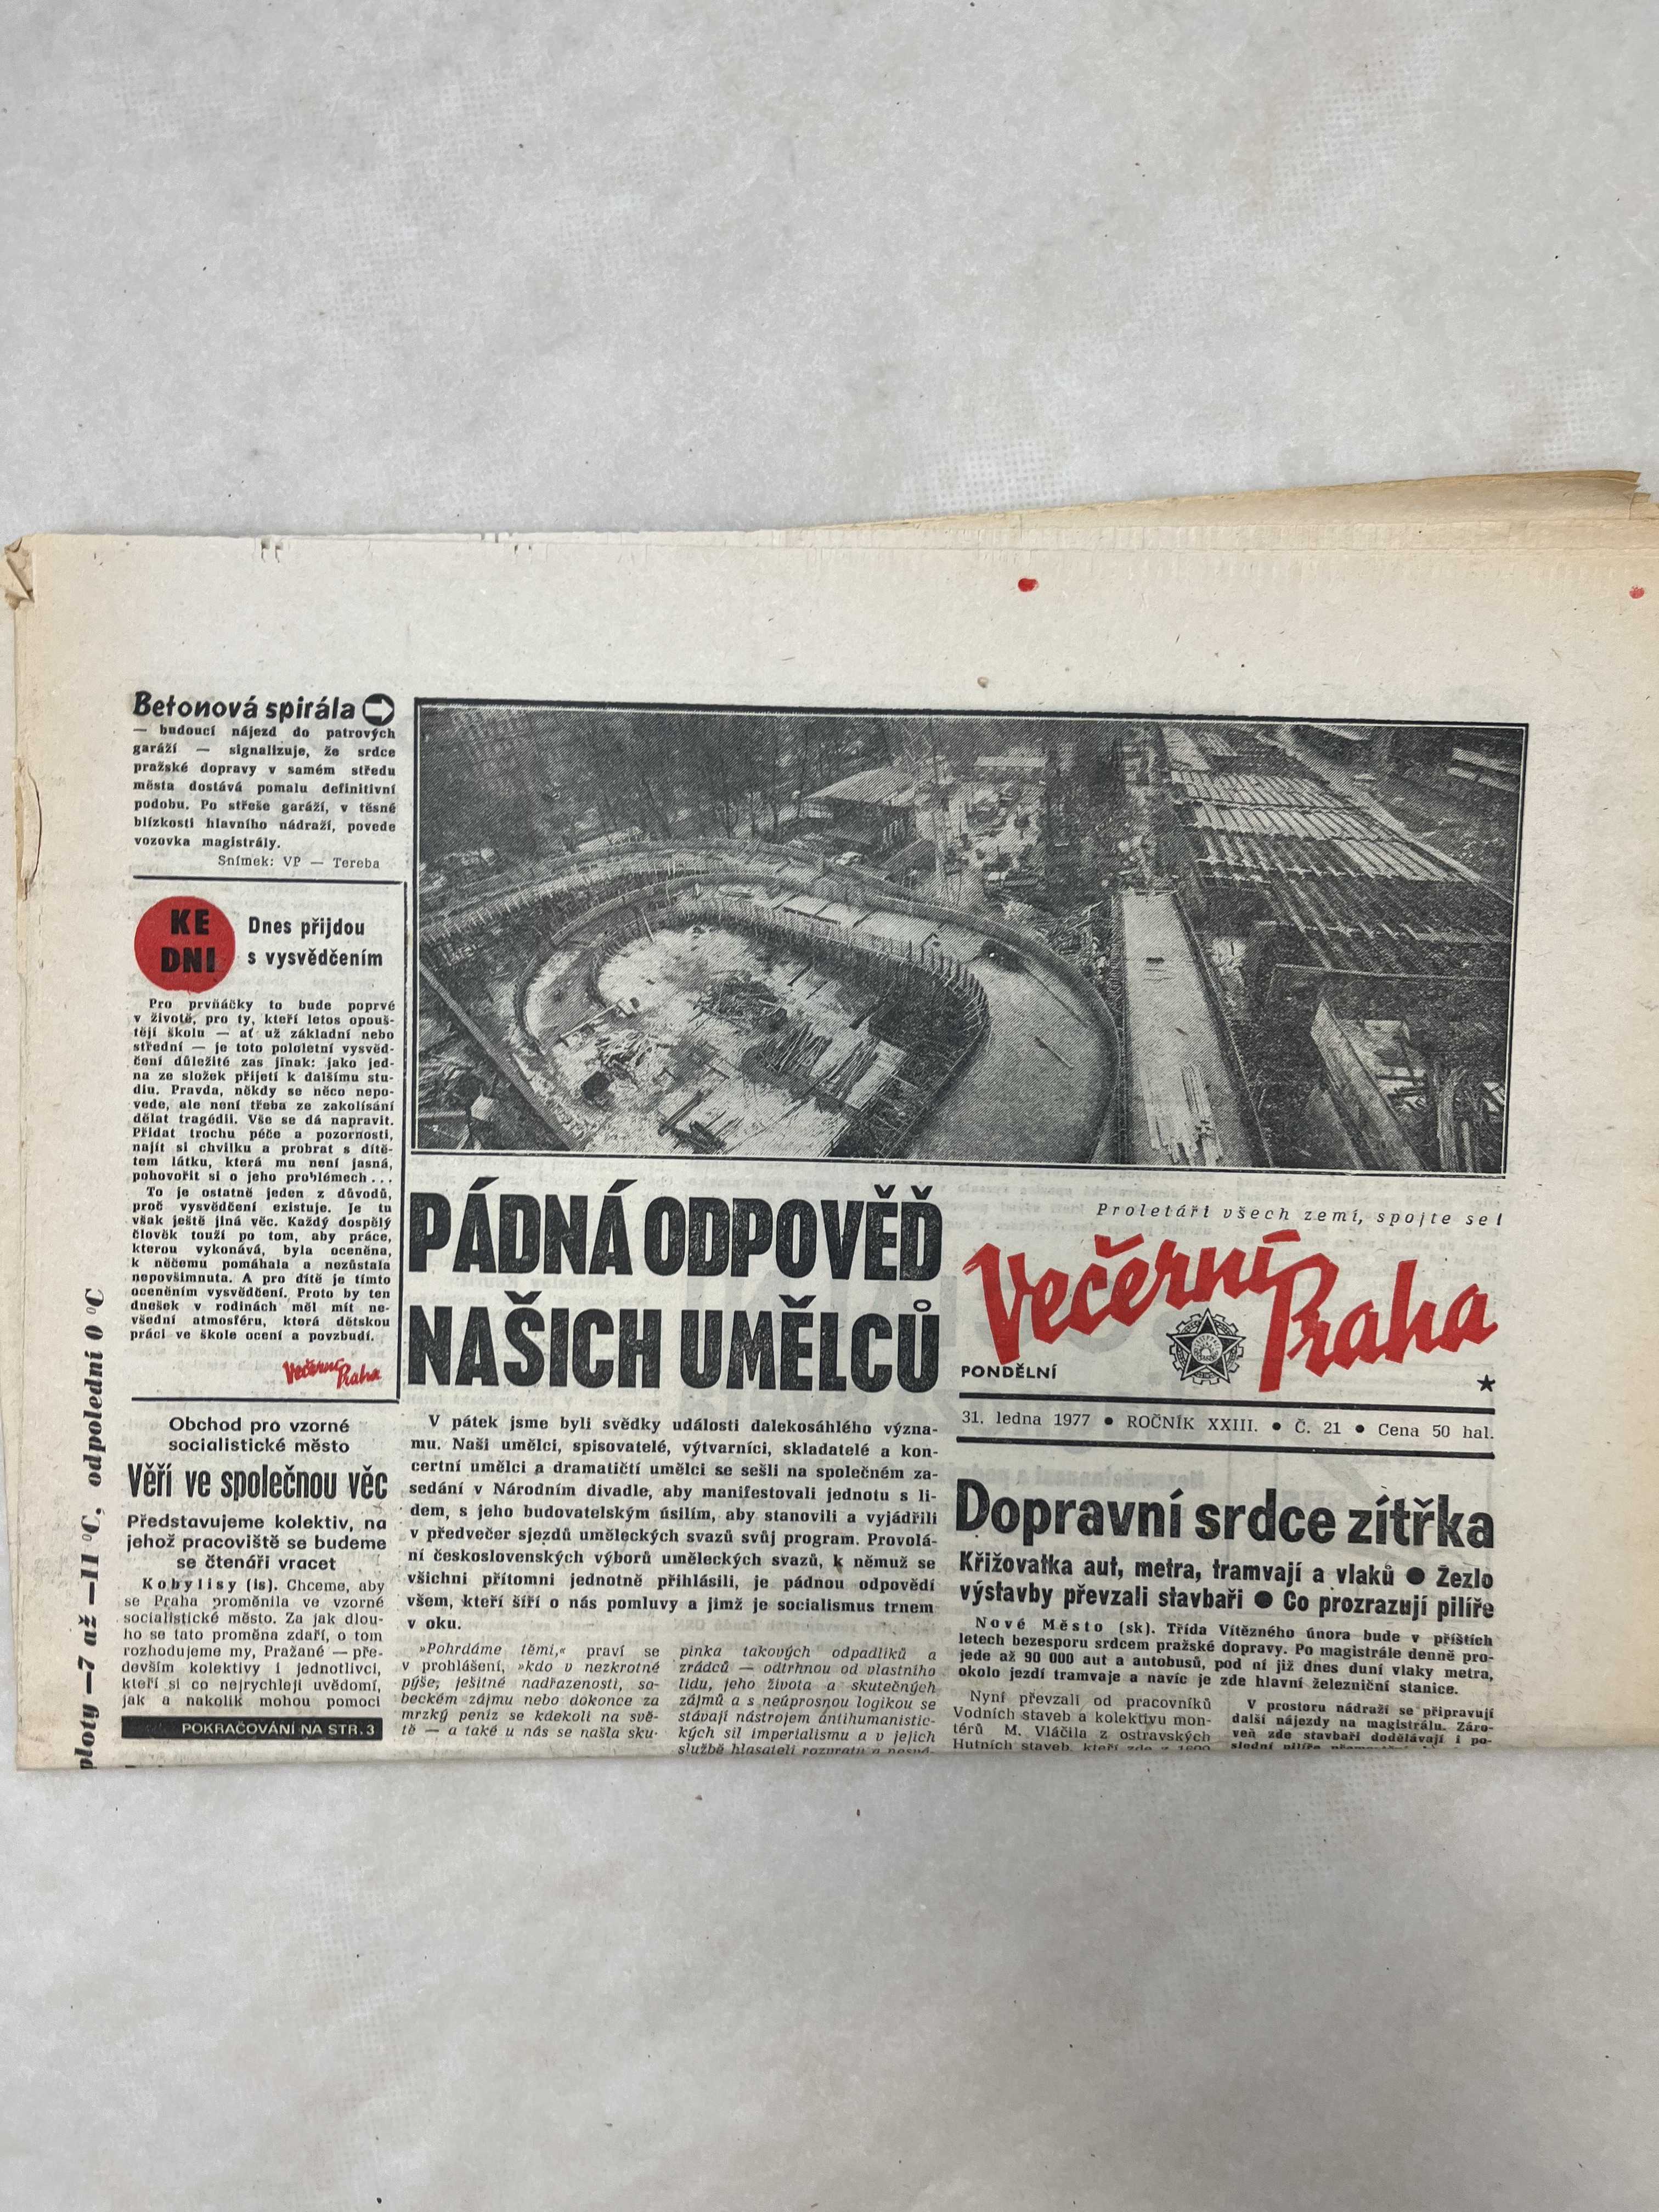 Betonová spirála
— budoucí nájezd do patrových
garáží — signalizuje, že srdce
pražské dopravy v samém středu
města dostává pomalu definitivní
podobu. Po střeše garáží, v těsné
blízkosti hlavního nádraží, povede
vozovka magistrály.
Snímek: VP — Tereba
KE
DNI
Dnes přijdou
s vysvědčením
Pro prvňáčky to bude poprvé
v životě, pro ty, kteří letos opouš-
tějí školu — ať už základní nebo
střední — je toto pololetní vysvěd-
čení důležité zas jinak: jako jed-
na ze složek přijetí k dalšímu stu-
diu. Pravda, někdy se něco nepo-
vede, ale není třeba ze zakolísání
dělat tragédii. Vše se dá napravit.
Přidat trochu péče a pozornosti,
najít si chvilku a probrat s dítě-
tem látku, která mu není jasná,
pohovořit si o jeho problémech...
To je ostatně jeden z důvodů,
proč vysvědčení existuje. Je tu
však ještě jiná věc. Každý dospělý
člověk touží po tom, aby práce,
kterou vykonává, byla oceněna,
k něčemu pomáhala a nezůstala
nepovšimnuta. A pro dítě je tímto
oceněním vysvědčení. Proto by ten
dnešek v rodinách měl mít ne-
všední atmosféru, která dětskou
práci ve škole ocení a povzbudí.
Večerní Praha
Obchod pro vzorné
socialistické město
Věří ve společnou věc
Představujeme kolektiv, na
jehož pracoviště se budeme
se čtenáři vracet
Kobylisy (ls). Chceme, aby
se Praha proměnila ve vzorné
socialistické město. Za jak dlou-
ho se tato proměna zdaří, o tom
rozhodujeme my, Pražané — pře-
devším kolektivy i jednotlivci,
kteří si co nejrychleji uvědomí,
jak a nakolik mohou pomoci
POKRAČOVÁNÍ NA STR. 3
ploty —7 až —11 °C, odpolední 0 °C
PÁDNÁ ODPOVĚĎ
NAŠICH UMĚLCŮ
V pátek jsme byli svědky události dalekosáhlého význa-
mu. Naši umělci, spisovatelé, výtvarníci, skladatelé a kon-
certní umělci a dramatičtí umělci se sešli na společném za-
sedání v Národním divadle, aby manifestovali jednotu s li-
dem, s jeho budovatelským úsilím, aby stanovili a vyjádřili
v předvečer sjezdů uměleckých svazů svůj program. Provolá-
ní československých výborů uměleckých svazů, k němuž se
všichni přítomni jednotně přihlásili, je pádnou odpovědí
všem, kteří šíří o nás pomluvy a jimž je socialismus trnem
v oku.
»Pohrdáme těmi,« praví se
v prohlášení, »kdo v nezkrotné
pýše, ješitné nadřazenosti, so-
beckém zájmu nebo dokonce za
mrzký peníz se kdekoli na svě-
tě — a také u nás se našla sku-
pinka takových odpadlíků a
zrádců — odtrhnou od vlastního
lidu, jeho života a skutečných
zájmů a s neúprosnou logikou se
stávají nástrojem antihumanistic-
kých sil imperialismu a v jejich
službě hlasateli rozvratu a
Proletáři všech zemí, spojte se!
Večerní Praha
PONDĚLNÍ
31. ledna 1977 • ROČNÍK XXIII. • Č. 21 • Cena 50 hal.
Dopravní srdce zítřka
Křižovatka aut, metra, tramvají a vlaků ● Žezlo
výstavby převzali stavbaři ● Co prozrazují pilíře
Nové Město (sk). Třída Vítězného února bude v příštích
letech bezesporu srdcem pražské dopravy. Po magistrále denně pro-
jede až 90 000 aut a autobusů, pod ní již dnes duní vlaky metra,
okolo jezdí tramvaje a navíc je zde hlavní železniční stanice.
Nyní převzali od pracovníků
Vodních staveb a kolektivu mon-
térů M. Vláčila z ostravských
Hutních staveb, kteří zde z
V prostoru nádraží se připravují
další nájezdy na magistrálu. Záro-
veň zde stavbaři dodělávají i po-
slední pilíře